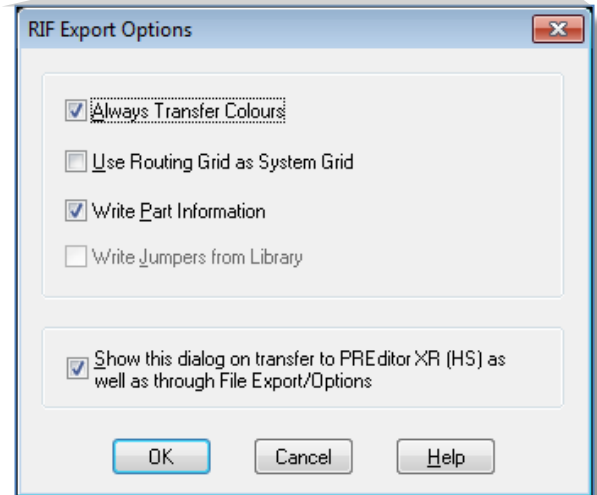 RIF Export Options
Always Transfer Colours
Use Routing Grid as System Grid
Write Part Information
Write Jumpers from Library
Show this dialog on transfer to PREditor XR (HS) as
well as through File Export/Options
OK Cancel Help